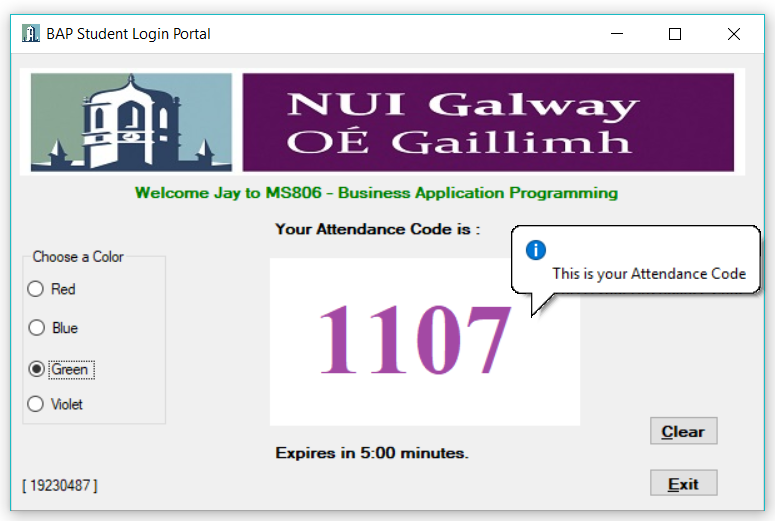 BAP Student Login Portal
NUI Galway
OÉ Gaillimh
Welcome Jay to MS806 - Business Application Programming
Your Attendance Code is :
This is your Attendance Code
Choose a Color
Red
Blue
Green
Violet
1107
Clear
Expires in 5:00 minutes.
[ 19230487 ]
Exit